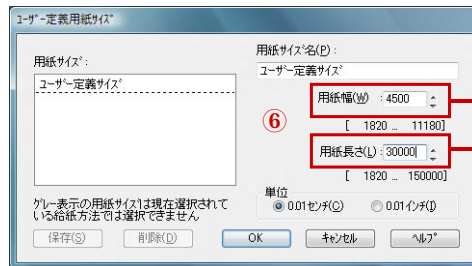 ユーザー定義用紙サイズ
用紙サイズ:
ユーザー定義サイズ
用紙サイズ名(P):
ユーザー定義サイズ
⑥
用紙幅(W) : 4500
[ 1820 .. 11180]
用紙長さ(L) : 30000
[ 1820 .. 150000]
単位
0.01センチ(C) 0.01インチ(I)
グレー表示の用紙サイズは現在選択されて
いる給紙方法では選択できません
保存(S) 削除(D) OK キャンセル ヘルプ